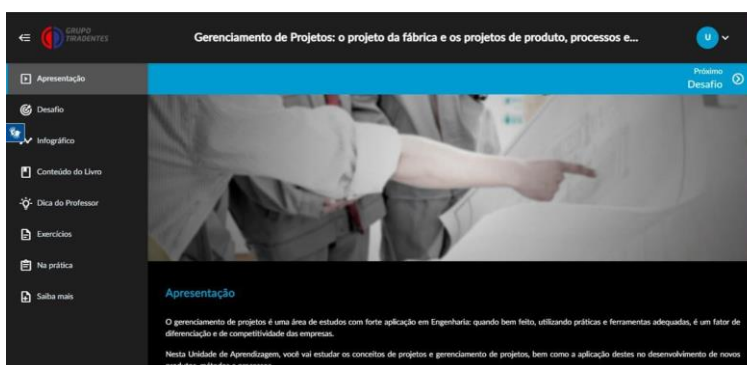 GRUPO
TIRADENTES
Gerenciamento de Projetos: o projeto da fábrica e os projetos de produto, processos e...
U
Apresentação
Próximo
Desafio
Desafio
Infográfico
Conteúdo do Livro
Dica do Professor
Exercícios
Na prática
Saiba mais
Apresentação
O gerenciamento de projetos é uma área de estudos com forte aplicação em Engenharia: quando bem feito, utilizando práticas e ferramentas adequadas, é um fator de
diferenciação e de competitividade das empresas.
Nesta Unidade de Aprendizagem, você vai estudar os conceitos de projetos e gerenciamento de projetos, bem como a aplicação destes no desenvolvimento de novos
produtos, métodos e processos.